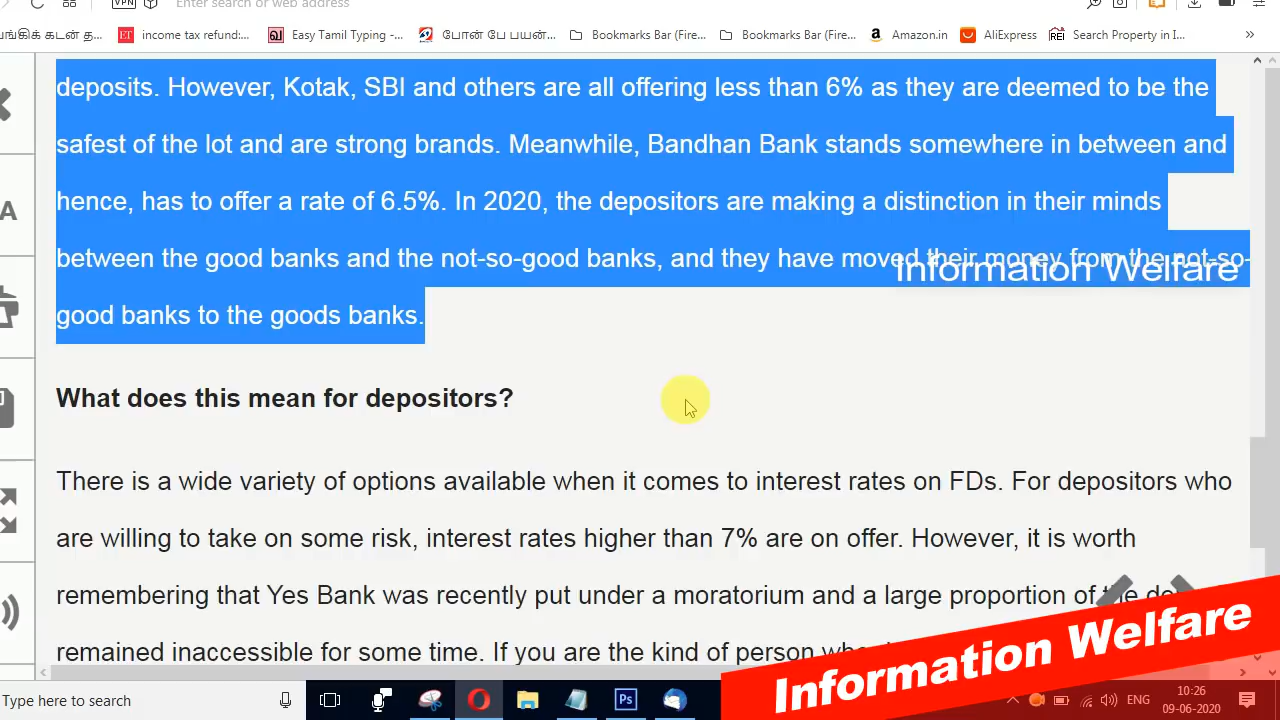 VPN
Enter search or web address
ங்கிக் கடன் த...
ET income tax refund:...
Easy Tamil Typing -...
போன் பே பயன்...
Bookmarks Bar (Fire...
Bookmarks Bar (Fire...
a Amazon.in
AliExpress
REI Search Property in I...
»
deposits. However, Kotak, SBI and others are all offering less than 6% as they are deemed to be the
safest of the lot and are strong brands. Meanwhile, Bandhan Bank stands somewhere in between and
hence, has to offer a rate of 6.5%. In 2020, the depositors are making a distinction in their minds
A
between the good banks and the not-so-good banks, and they have moved their money from the not-so-
Information Welfare
good banks to the goods banks.
What does this mean for depositors?
There is a wide variety of options available when it comes to interest rates on FDs. For depositors who
are willing to take on some risk, interest rates higher than 7% are on offer. However, it is worth
remembering that Yes Bank was recently put under a moratorium and a large proportion of the
remained inaccessible for some time. If you are the kind of person
Information Welfare
Type here to search
Ps
ENG
10:26
09-06-2020